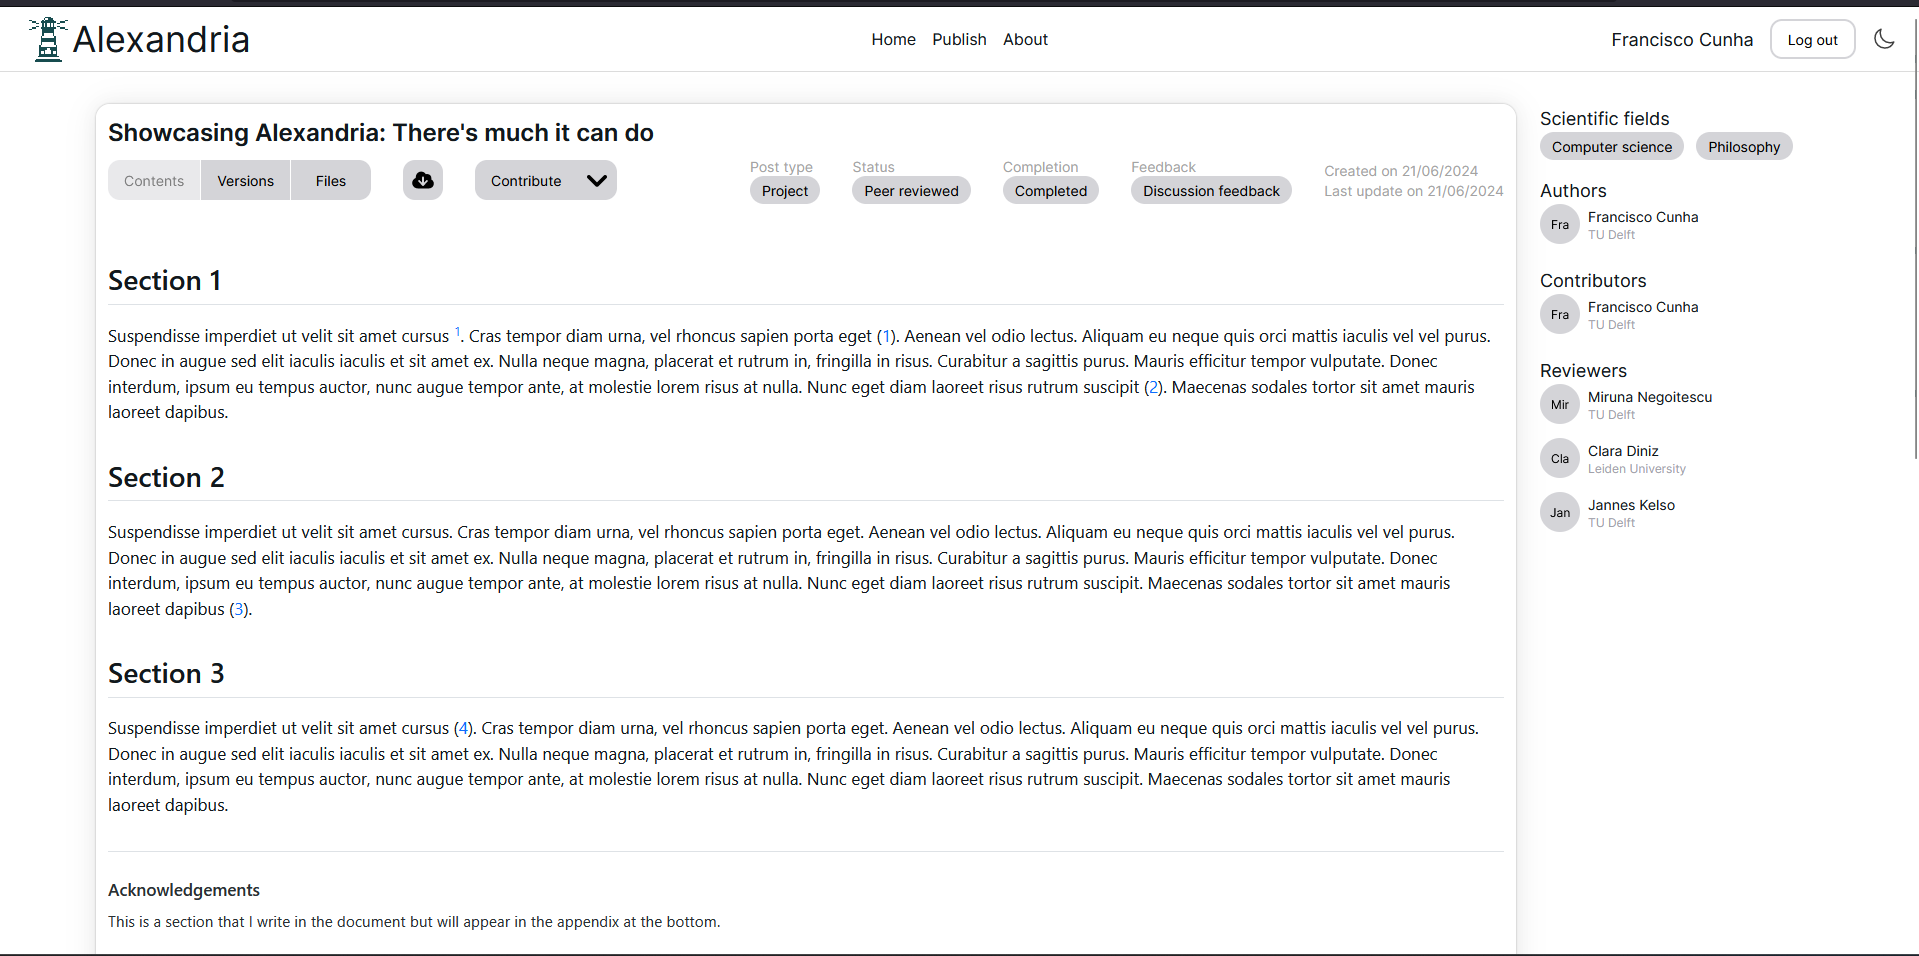 Alexandria
Home Publish About
Francisco Cunha Log out
Showcasing Alexandria: There's much it can do
Contents Versions Files
Contribute
Post type
Project
Status
Peer reviewed
Completion
Completed
Feedback
Discussion feedback
Created on 21/06/2024
Last update on 21/06/2024
Section 1
Suspendisse imperdiet ut velit sit amet cursus 1. Cras tempor diam urna, vel rhoncus sapien porta eget (1). Aenean vel odio lectus. Aliquam eu neque quis orci mattis iaculis vel vel purus.
Donec in augue sed elit iaculis iaculis et sit amet ex. Nulla neque magna, placerat et rutrum in, fringilla in risus. Curabitur a sagittis purus. Mauris efficitur tempor vulputate. Donec
interdum, ipsum eu tempus auctor, nunc augue tempor ante, at molestie lorem risus at nulla. Nunc eget diam laoreet risus rutrum suscipit (2). Maecenas sodales tortor sit amet mauris
laoreet dapibus.
Section 2
Suspendisse imperdiet ut velit sit amet cursus. Cras tempor diam urna, vel rhoncus sapien porta eget. Aenean vel odio lectus. Aliquam eu neque quis orci mattis iaculis vel vel purus.
Donec in augue sed elit iaculis iaculis et sit amet ex. Nulla neque magna, placerat et rutrum in, fringilla in risus. Curabitur a sagittis purus. Mauris efficitur tempor vulputate. Donec
interdum, ipsum eu tempus auctor, nunc augue tempor ante, at molestie lorem risus at nulla. Nunc eget diam laoreet risus rutrum suscipit. Maecenas sodales tortor sit amet mauris
laoreet dapibus (3).
Section 3
Suspendisse imperdiet ut velit sit amet cursus (4). Cras tempor diam urna, vel rhoncus sapien porta eget. Aenean vel odio lectus. Aliquam eu neque quis orci mattis iaculis vel vel purus.
Donec in augue sed elit iaculis iaculis et sit amet ex. Nulla neque magna, placerat et rutrum in, fringilla in risus. Curabitur a sagittis purus. Mauris efficitur tempor vulputate. Donec
interdum, ipsum eu tempus auctor, nunc augue tempor ante, at molestie lorem risus at nulla. Nunc eget diam laoreet risus rutrum suscipit. Maecenas sodales tortor sit amet mauris
laoreet dapibus.
Acknowledgements
This is a section that I write in the document but will appear in the appendix at the bottom.
Scientific fields
Computer science Philosophy
Authors
Fra
Francisco Cunha
TU Delft
Contributors
Fra
Francisco Cunha
TU Delft
Reviewers
Mir
Miruna Negoitescu
TU Delft
Cla
Clara Diniz
Leiden University
Jan
Jannes Kelso
TU Delft